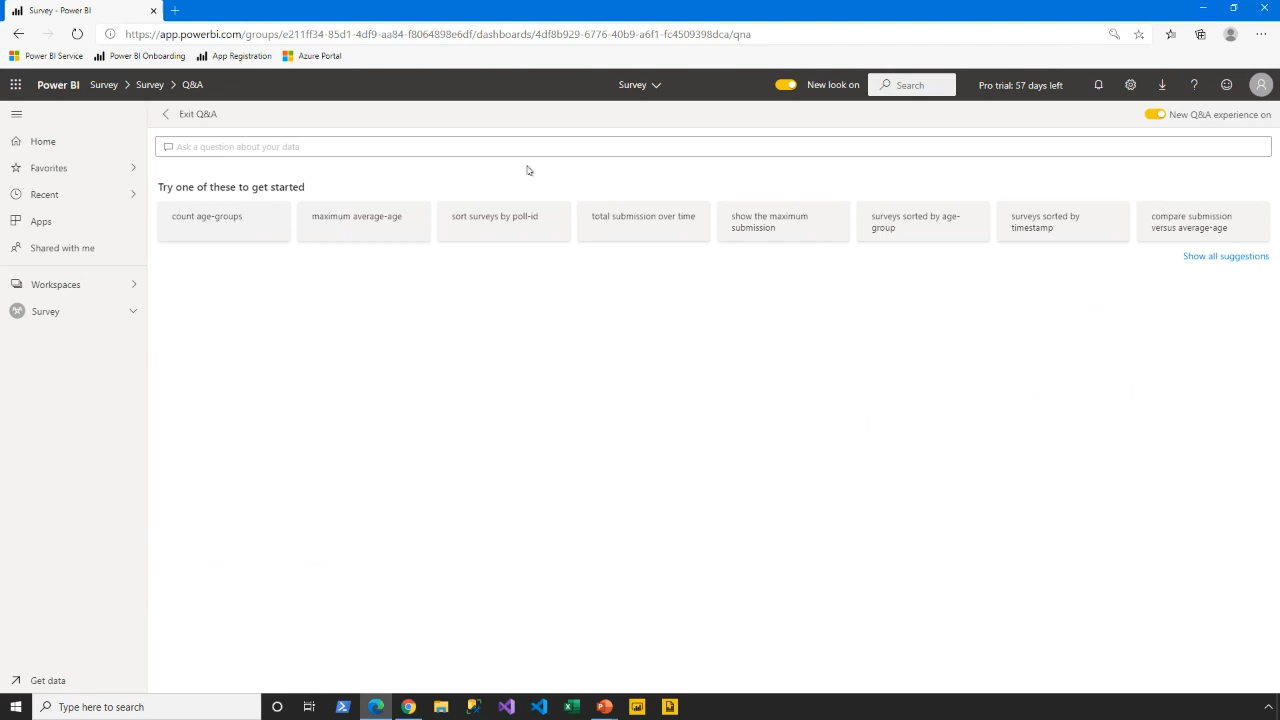 Survey - Power BI
https://app.powerbi.com/groups/e211ff34-85d1-4df9-aa84-f8064898e6df/dashboards/4df8b929-6776-40b9-a6f1-fc4509398dca/qna
Power BI Service
Power BI Onboarding
App Registration
Azure Portal
Power BI Survey Survey Q&A
Survey
New look on
Search
Pro trial: 57 days left
Exit Q&A
New Q&A experience on
Home
Favorites
Recent
Apps
Shared with me
Workspaces
Survey
Get data
Ask a question about your data
Try one of these to get started
count age-groups
maximum average-age
sort surveys by poll-id
total submission over time
show the maximum
submission
surveys sorted by age-
group
surveys sorted by
timestamp
compare submission
versus average-age
Show all suggestions
Type here to search